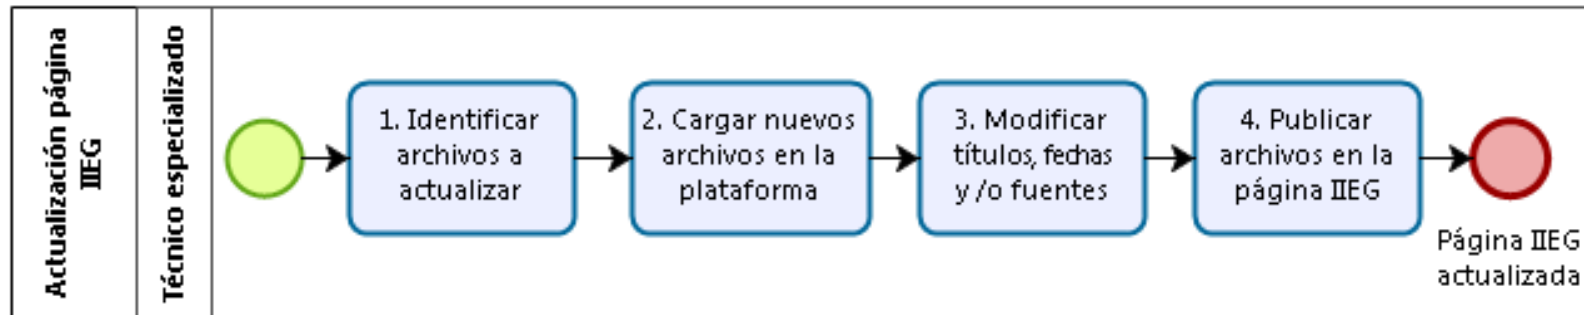 Actualización página
IIEG
Técnico especializado
1. Identificar
archivos a
actualizar
2. Cargar nuevos
archivos en la
plataforma
3. Modificar
títulos, fechas
y /o fuentes
4. Publicar
archivos en la
página IIEG
Página IIEG
actualizada